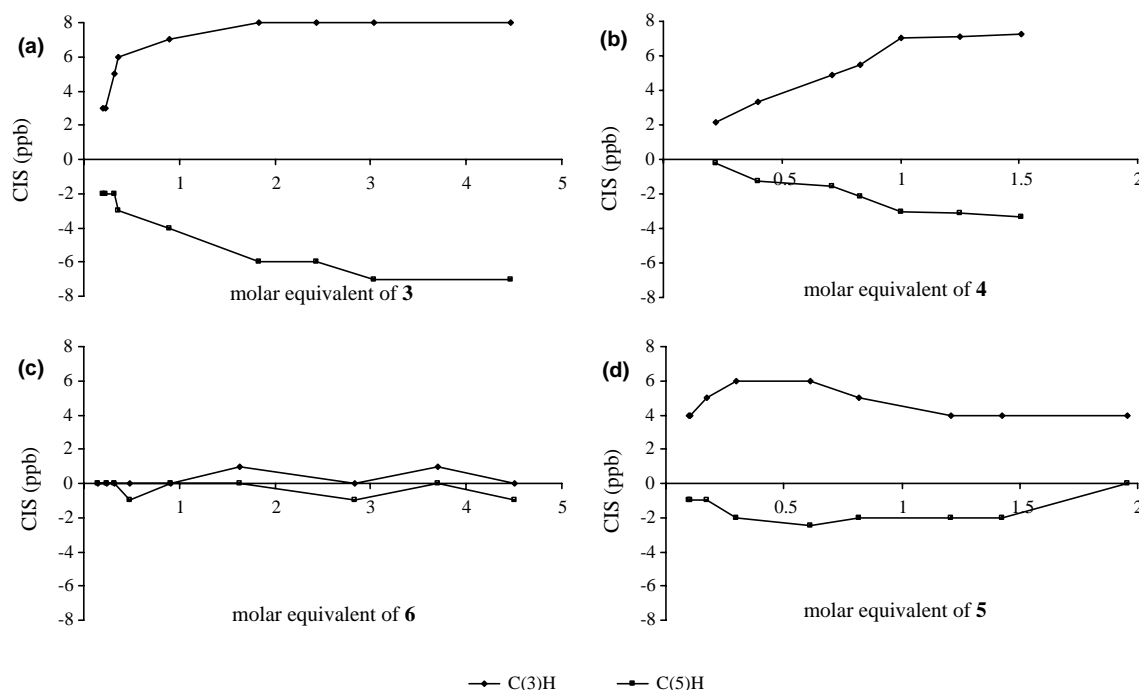 (a)
CIS (ppb)
8
6
4
2
0
-2
-4
-6
-8
1 2 3 4 5
molar equivalent of 3
(b)
CIS (ppb)
8
6
4
2
0
-2
-4
-6
-8
0.5 1 1.5 2
molar equivalent of 4
(c)
CIS (ppb)
8
6
4
2
0
-2
-4
-6
-8
1 2 3 4 5
molar equivalent of 6
(d)
CIS (ppb)
8
6
4
2
0
-2
-4
-6
-8
0.5 1 1.5 2
molar equivalent of 5
C(3)H C(5)H